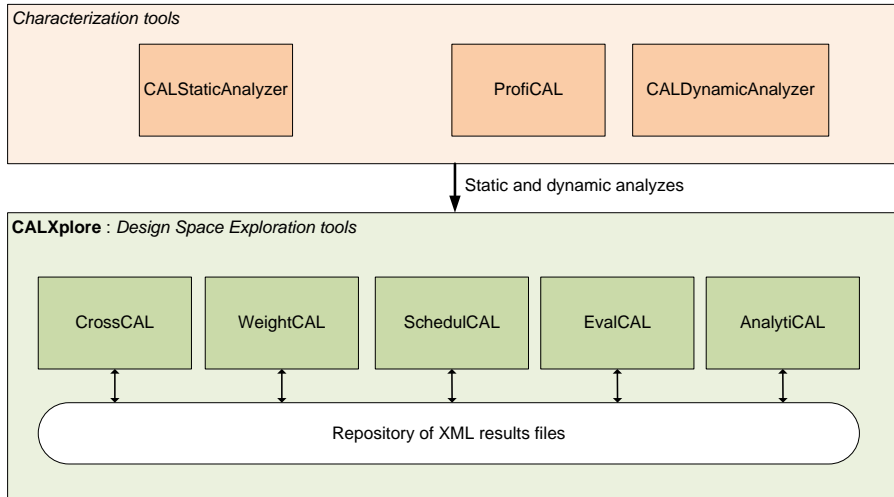 Characterization tools
CALStaticAnalyzer
ProfiCAL
CALDynamicAnalyzer
Static and dynamic analyzes
CALXplore : Design Space Exploration tools
CrossCAL
WeightCAL
SchedulCAL
EvalCAL
AnalytiCAL
Repository of XML results files